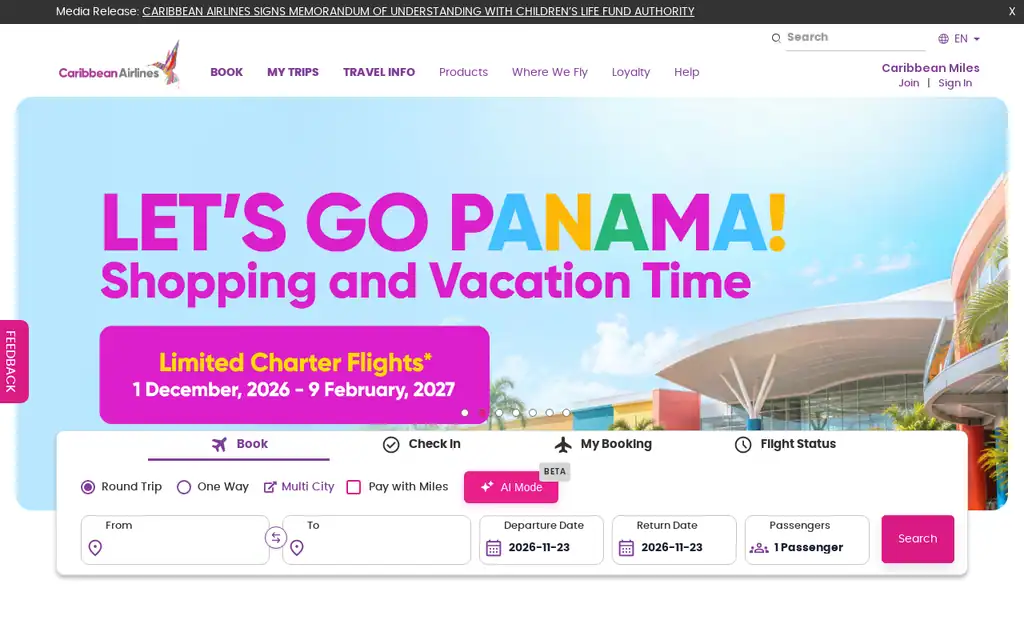 Media Release: CARIBBEAN AIRLINES SIGNS MEMORANDUM OF UNDERSTANDING WITH CHILDREN'S LIFE FUND AUTHORITY
X
Search
EN
Caribbean Airlines
BOOK
MY TRIPS
TRAVEL INFO
Products
Where We Fly
Loyalty
Help
Caribbean Miles
Join | Sign In
LET'S GO PANAMA!
Shopping and Vacation Time
Limited Charter Flights*
1 December, 2026 - 9 February, 2027
FEEDBACK
Book
Check In
My Booking
Flight Status
BETA
Round Trip
One Way
Multi City
Pay with Miles
AI Mode
From
To
Departure Date
Return Date
Passengers
2026-11-23
2026-11-23
1 Passenger
Search